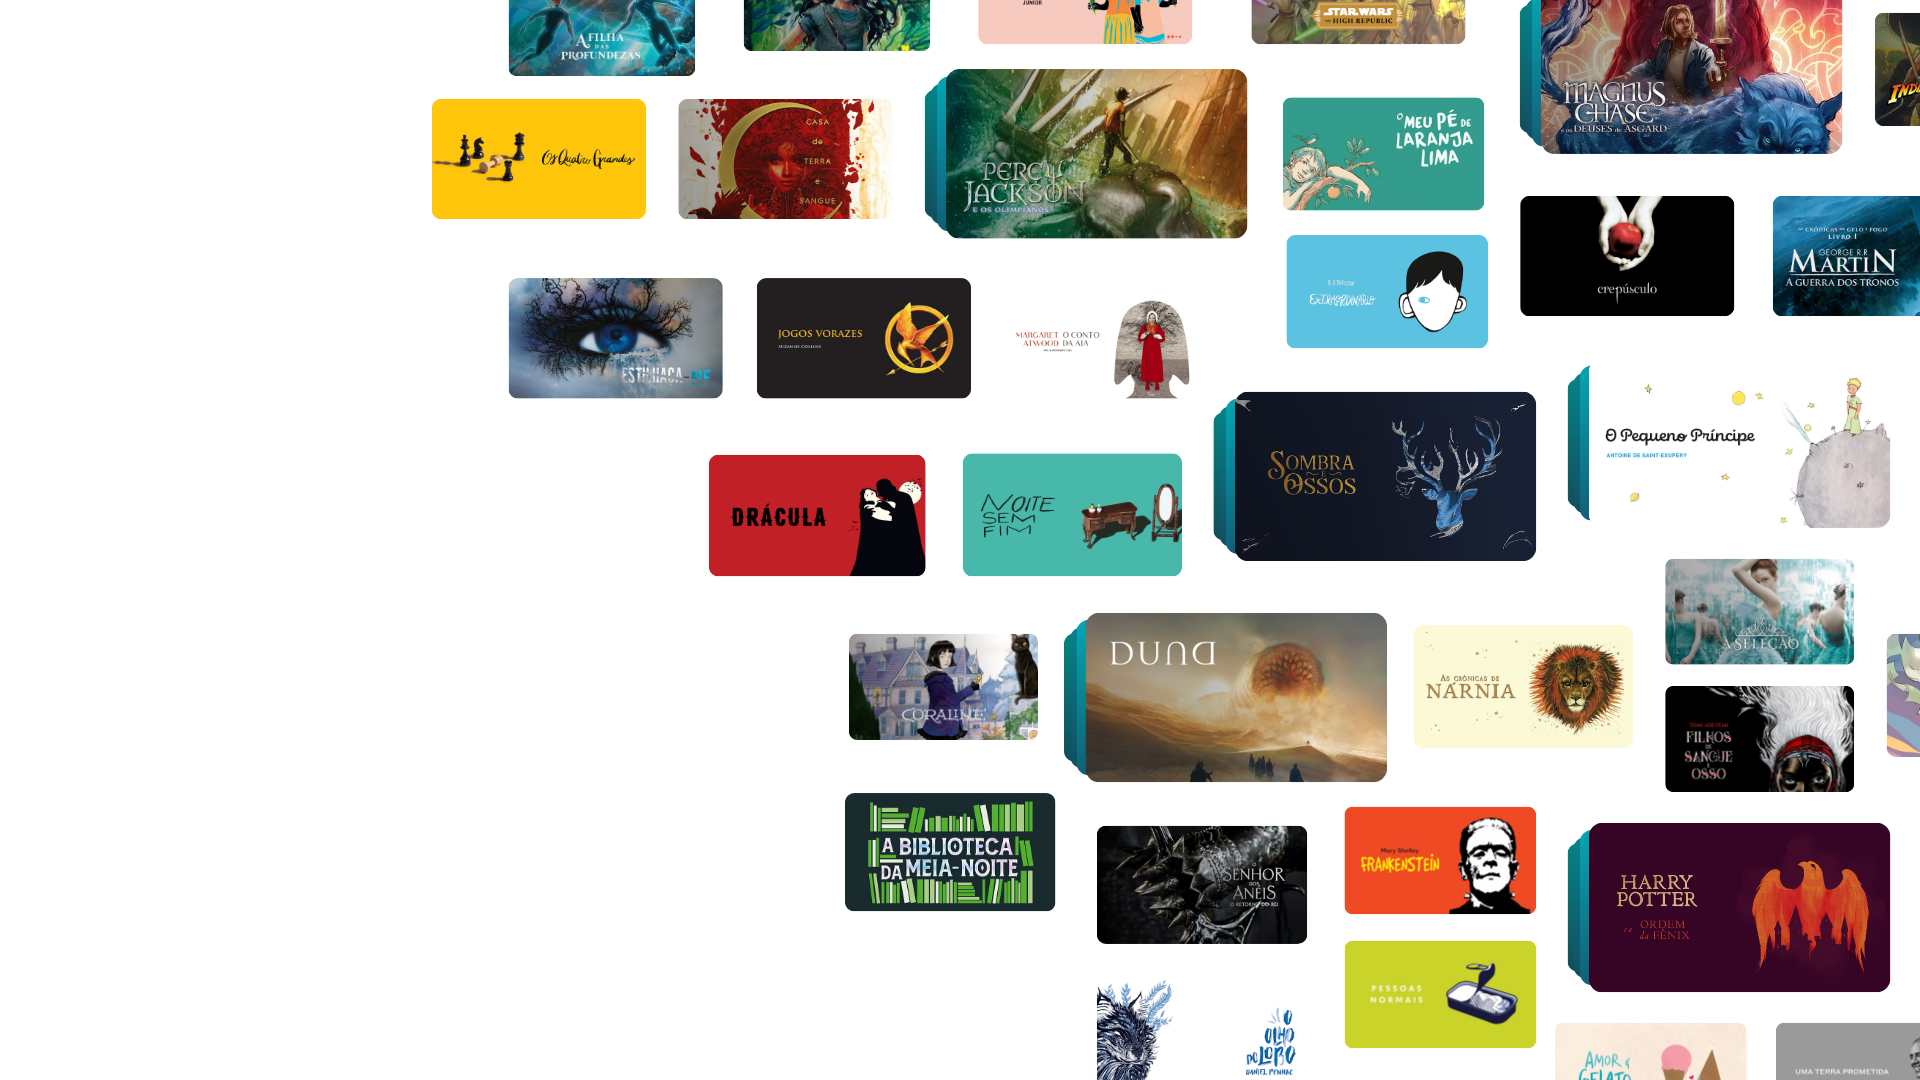 A FILHA
DAS
PROFUNDEZAS
JÚNIOR
STAR WARS
THE HIGH REPUBLIC
MAGNUS
CHASE
e os DEUSES de ASGARD
Os Quatro Grandes
CASA
de
TERRA
e
SANGUE
PERCY
JACKSON
E OS OLIMPIANOS
O MEU PÉ DE
LARANJA
LIMA
EXTRAORDINÁRIO
crepúsculo
AS CRÔNICAS DE GELO E FOGO
LIVRO I
GEORGE R.R.
MARTIN
A GUERRA DOS TRONOS
ESTILHAÇA-ME
JOGOS VORAZES
SUZANNE COLLINS
MARGARET O CONTO
ATWOOD DA AIA
SOMBRA
E
OSSOS
O Pequeno Príncipe
ANTOINE DE SAINT-EXUPÉRY
DRÁCULA
NOITE
SEM
FIM
A SELEÇÃO
CORALINE
DUNA
AS CRÔNICAS DE
NÁRNIA
TOMI ADEYEMI
FILHOS
DE
SANGUE
E
OSSO
A BIBLIOTECA
DA MEIA-NOITE
O
SENHOR
DOS
ANÉIS
O RETORNO DO REI
Mary Shelley
FRANKENSTEIN
HARRY
POTTER
e a ORDEM
da FÊNIX
PESSOAS
NORMAIS
O
OLHO
DO LOBO
DANIEL PENNAC
AMOR &
GELATO
UMA TERRA PROMETIDA